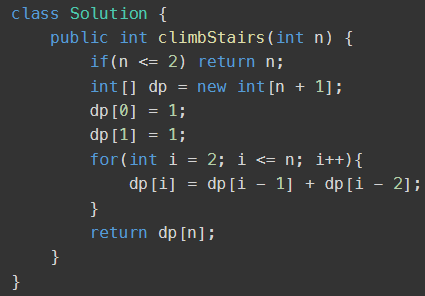 class Solution {
    public int climbStairs(int n) {
        if(n <= 2) return n;
        int[] dp = new int[n + 1];
        dp[0] = 1;
        dp[1] = 1;
        for(int i = 2; i <= n; i++){
            dp[i] = dp[i - 1] + dp[i - 2];
        }
        return dp[n];
    }
}